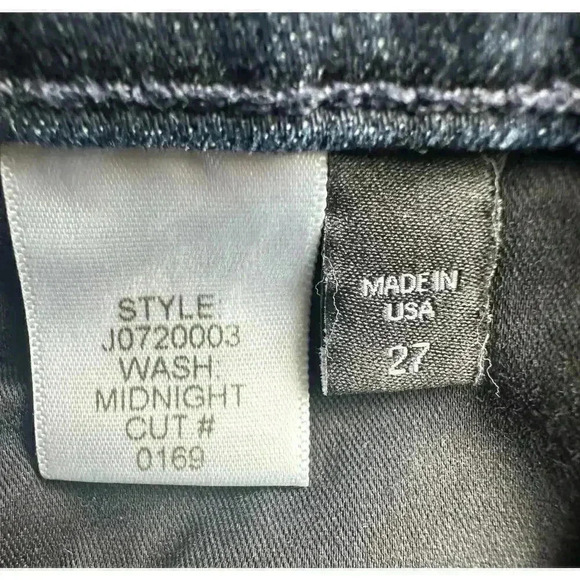 STYLE:
J0720003
WASH:
MIDNIGHT
CUT #
0169
MADE IN
USA
27